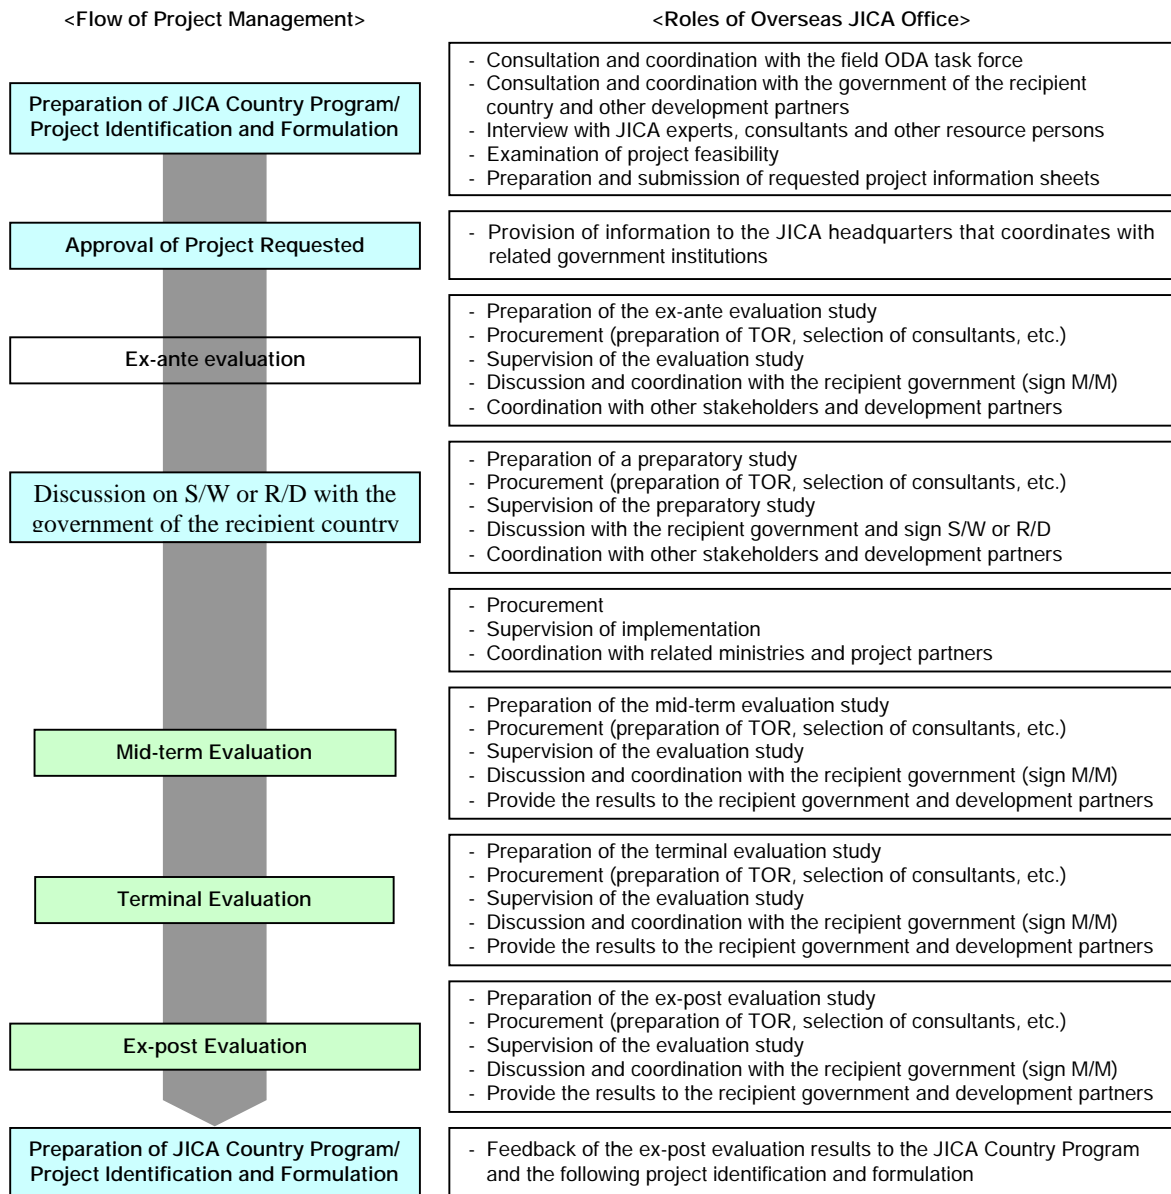 <Flow of Project Management>
<Roles of Overseas JICA Office>
Preparation of JICA Country Program/
Project Identification and Formulation
- Consultation and coordination with the field ODA task force
- Consultation and coordination with the government of the recipient
country and other development partners
- Interview with JICA experts, consultants and other resource persons
- Examination of project feasibility
- Preparation and submission of requested project information sheets
Approval of Project Requested
- Provision of information to the JICA headquarters that coordinates with
related government institutions
Ex-ante evaluation
- Preparation of the ex-ante evaluation study
- Procurement (preparation of TOR, selection of consultants, etc.)
- Supervision of the evaluation study
- Discussion and coordination with the recipient government (sign M/M)
- Coordination with other stakeholders and development partners
Discussion on S/W or R/D with the
government of the recipient country
- Preparation of a preparatory study
- Procurement (preparation of TOR, selection of consultants, etc.)
- Supervision of the preparatory study
- Discussion with the recipient government and sign S/W or R/D
- Coordination with other stakeholders and development partners
- Procurement
- Supervision of implementation
- Coordination with related ministries and project partners
Mid-term Evaluation
- Preparation of the mid-term evaluation study
- Procurement (preparation of TOR, selection of consultants, etc.)
- Supervision of the evaluation study
- Discussion and coordination with the recipient government (sign M/M)
- Provide the results to the recipient government and development partners
Terminal Evaluation
- Preparation of the terminal evaluation study
- Procurement (preparation of TOR, selection of consultants, etc.)
- Supervision of the evaluation study
- Discussion and coordination with the recipient government (sign M/M)
- Provide the results to the recipient government and development partners
Ex-post Evaluation
- Preparation of the ex-post evaluation study
- Procurement (preparation of TOR, selection of consultants, etc.)
- Supervision of the evaluation study
- Discussion and coordination with the recipient government (sign M/M)
- Provide the results to the recipient government and development partners
Preparation of JICA Country Program/
Project Identification and Formulation
- Feedback of the ex-post evaluation results to the JICA Country Program
and the following project identification and formulation